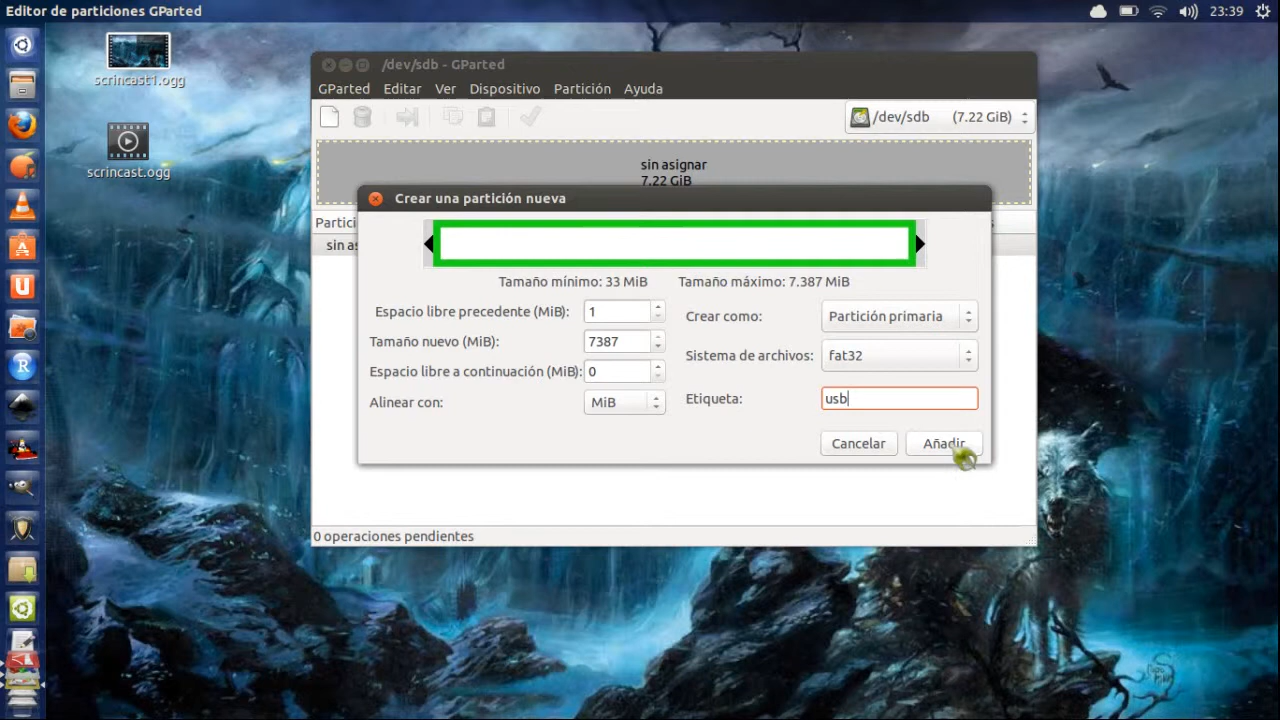 Editor de particiones GParted
23:39
scrincast1.ogg
scrincast.ogg
/dev/sdb - GParted
GParted Editar Ver Dispositivo Partición Ayuda
/dev/sdb (7.22 GiB)
sin asignar
7.22 GiB
Crear una partición nueva
Partici
sin as
Tamaño mínimo: 33 MiB Tamaño máximo: 7.387 MiB
Espacio libre precedente (MiB): 1
Crear como: Partición primaria
Tamaño nuevo (MiB): 7387
Sistema de archivos: fat32
Espacio libre a continuación (MiB): 0
Alinear con: MiB
Etiqueta: usb
Cancelar Añadir
0 operaciones pendientes